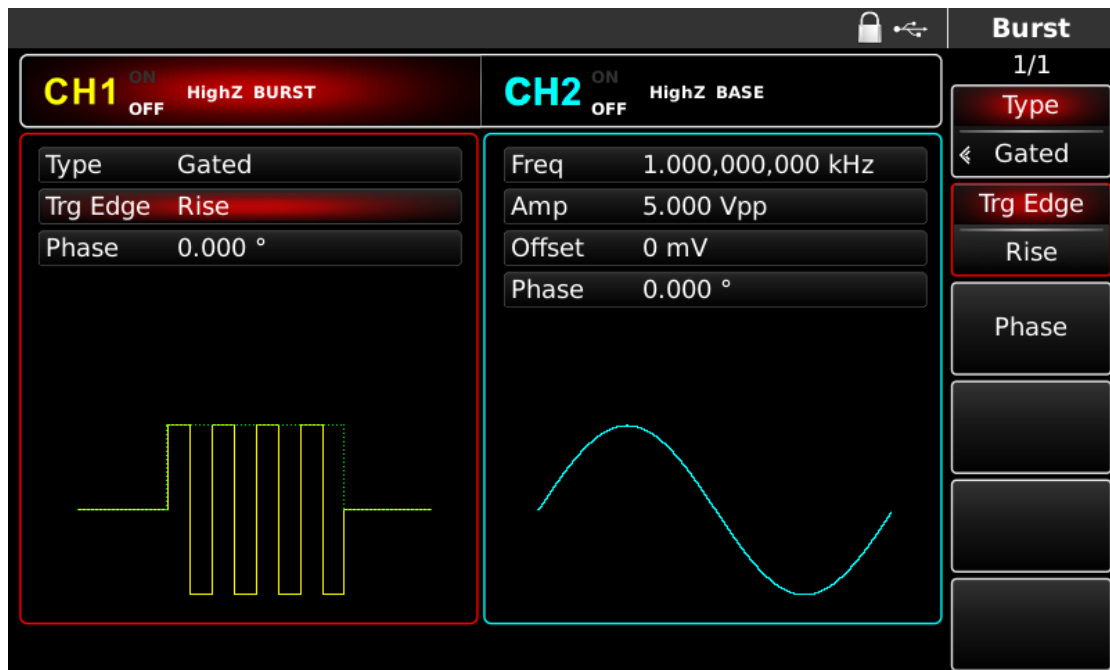 Burst
1/1
CH1 ON OFF HighZ BURST
CH2 ON OFF HighZ BASE
Type Gated
Trg Edge Rise
Phase 0.000 °
Freq 1.000,000,000 kHz
Amp 5.000 Vpp
Offset 0 mV
Phase 0.000 °
Type
Gated
Trg Edge
Rise
Phase